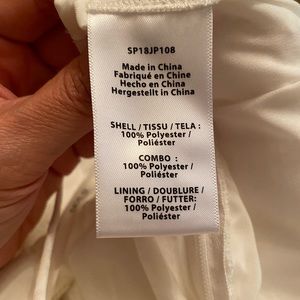 SP18JP108
Made in China
Fabriqué en Chine
Hecho en China
Hergestellt in China
SHELL / TISSU / TELA :
100% Polyester /
Poliéster
COMBO :
100% Polyester /
Poliéster
LINING / DOUBLURE /
FORRO / FUTTER:
100% Polyester /
Poliéster